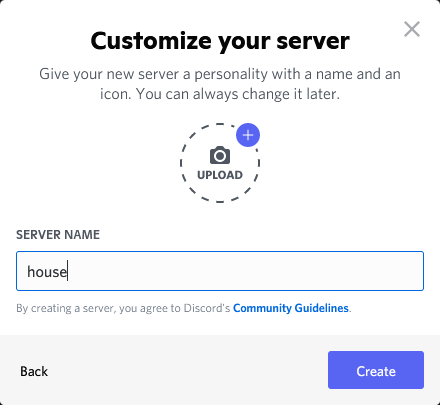 Customize your server
Give your new server a personality with a name and an
icon. You can always change it later.
UPLOAD
SERVER NAME
house
By creating a server, you agree to Discord's Community Guidelines.
Back
Create